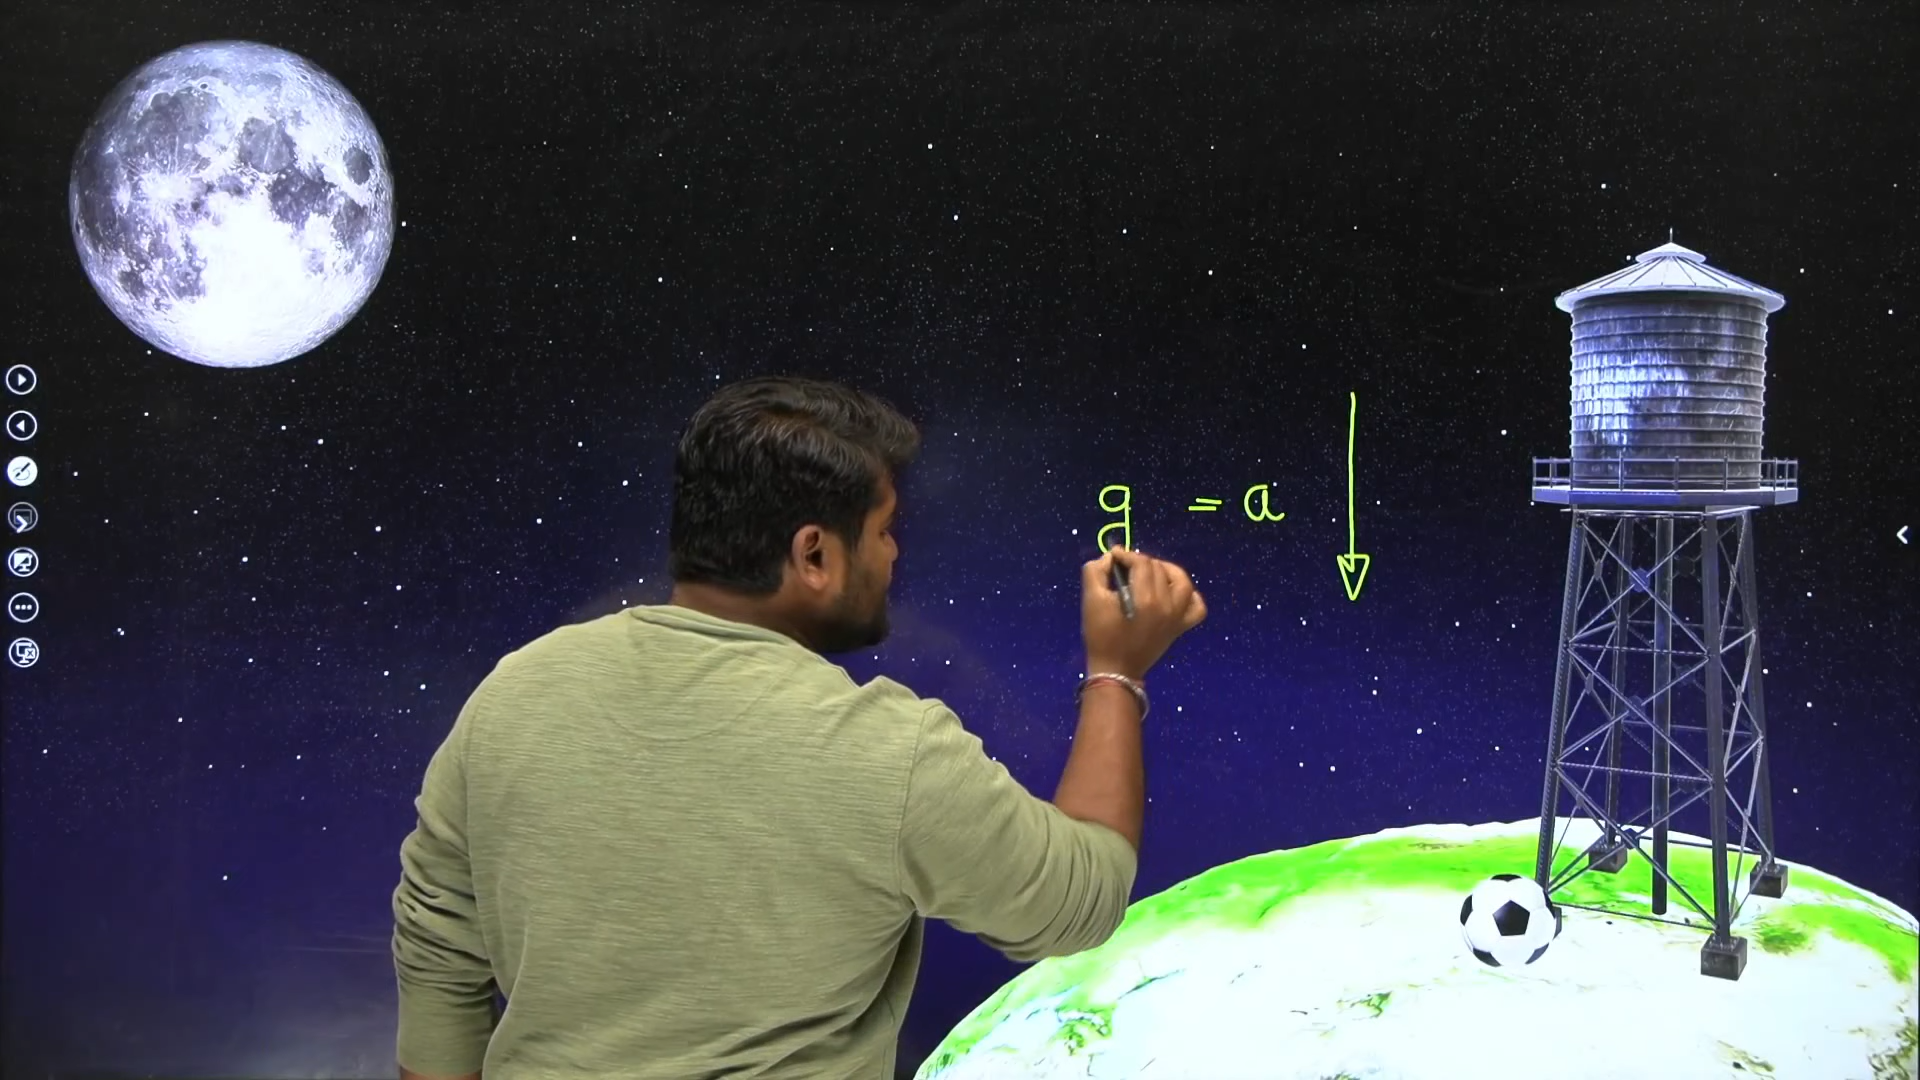 g = a